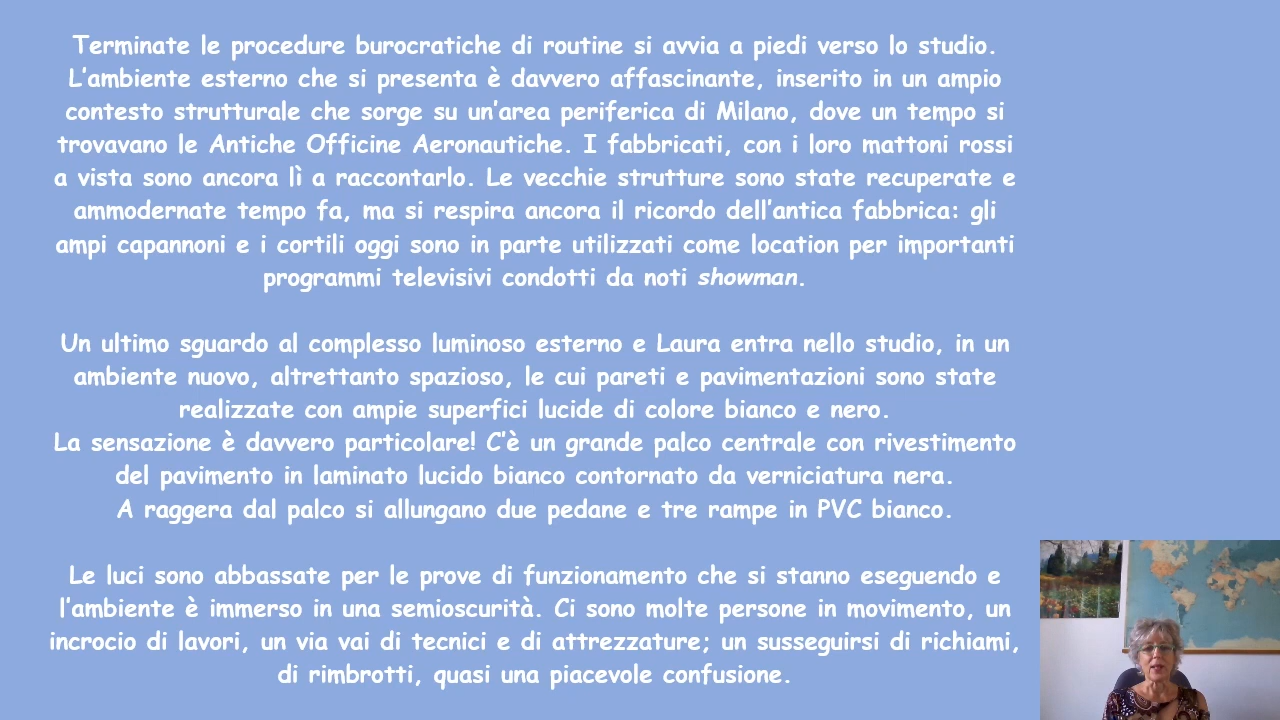 Terminate le procedure burocratiche di routine si avvia a piedi verso lo studio.
L'ambiente esterno che si presenta è davvero affascinante, inserito in un ampio
contesto strutturale che sorge su un'area periferica di Milano, dove un tempo si
trovavano le Antiche Officine Aeronautiche. I fabbricati, con i loro mattoni rossi
a vista sono ancora lì a raccontarlo. Le vecchie strutture sono state recuperate e
ammodernate tempo fa, ma si respira ancora il ricordo dell'antica fabbrica: gli
ampi capannoni e i cortili oggi sono in parte utilizzati come location per importanti
programmi televisivi condotti da noti showman.
Un ultimo sguardo al complesso luminoso esterno e Laura entra nello studio, in un
ambiente nuovo, altrettanto spazioso, le cui pareti e pavimentazioni sono state
realizzate con ampie superfici lucide di colore bianco e nero.
La sensazione è davvero particolare! C'è un grande palco centrale con rivestimento
del pavimento in laminato lucido bianco contornato da verniciatura nera.
A raggera dal palco si allungano due pedane e tre rampe in PVC bianco.
Le luci sono abbassate per le prove di funzionamento che si stanno eseguendo e
l'ambiente è immerso in una semioscurità. Ci sono molte persone in movimento, un
incrocio di lavori, un via vai di tecnici e di attrezzature; un susseguirsi di richiami,
di rimbrotti, quasi una piacevole confusione.